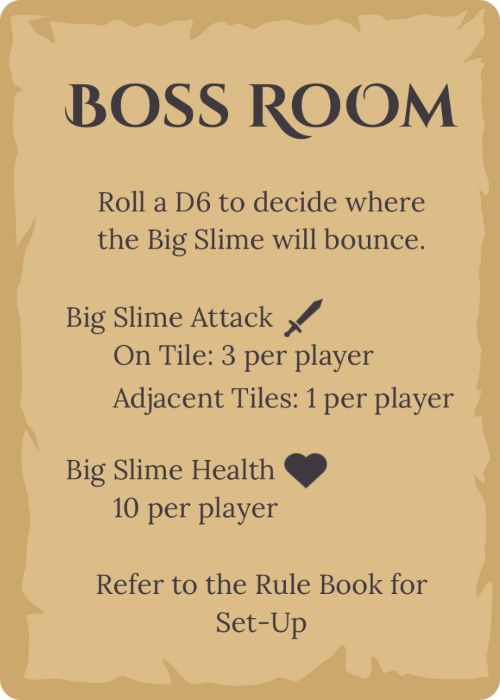 BOSS ROOM
Roll a D6 to decide where
the Big Slime will bounce.
Big Slime Attack
On Tile: 3 per player
Adjacent Tiles: 1 per player
Big Slime Health
10 per player
Refer to the Rule Book for
Set-Up